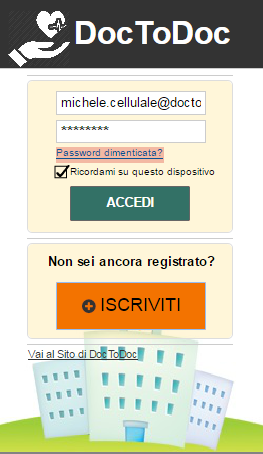 DocToDoc
michele.cellulale@docto
********
Password dimenticata?
Ricordami su questo dispositivo
ACCEDI
Non sei ancora registrato?
ISCRIVITI
Vai al Sito di DocToDoc